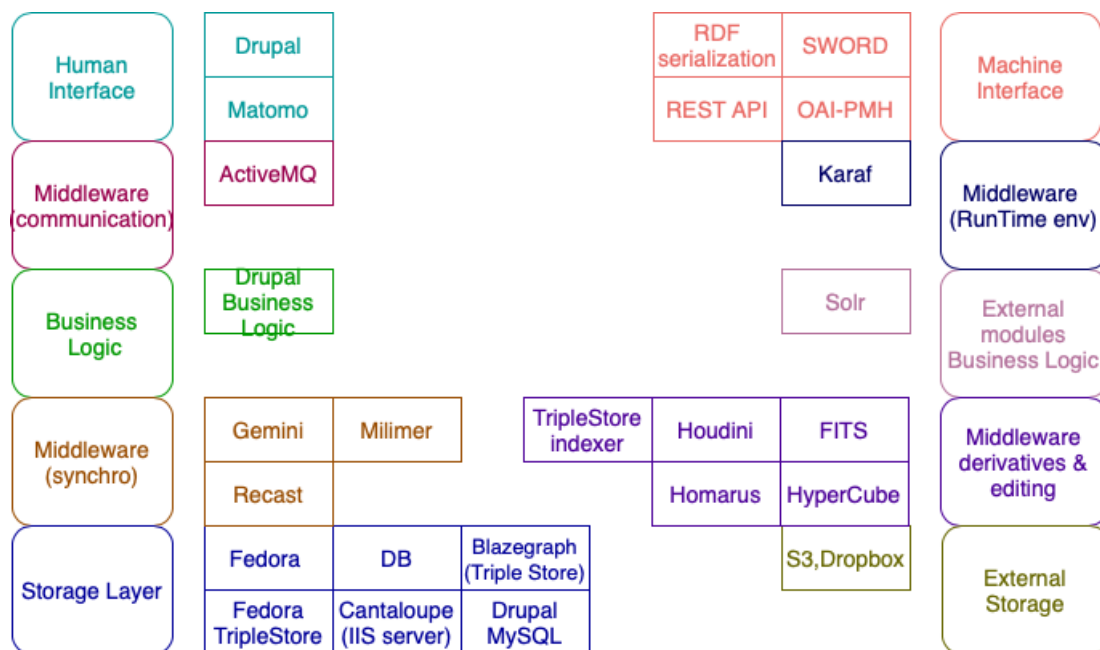 Human
Interface
Drupal
Matomo
RDF
serialization
SWORD
REST API
OAI-PMH
Machine
Interface
Middleware
(communication)
ActiveMQ
Karaf
Middleware
(RunTime env)
Business
Logic
Drupal
Business
Logic
Solr
External
modules
Business Logic
Middleware
(synchro)
Gemini
Milimer
Recast
TripleStore
indexer
Houdini
FITS
Homarus
HyperCube
Middleware
derivatives &
editing
Storage Layer
Fedora
DB
Blazegraph
(Triple Store)
Fedora
TripleStore
Cantaloupe
(IIS server)
Drupal
MySQL
S3,Dropbox
External
Storage